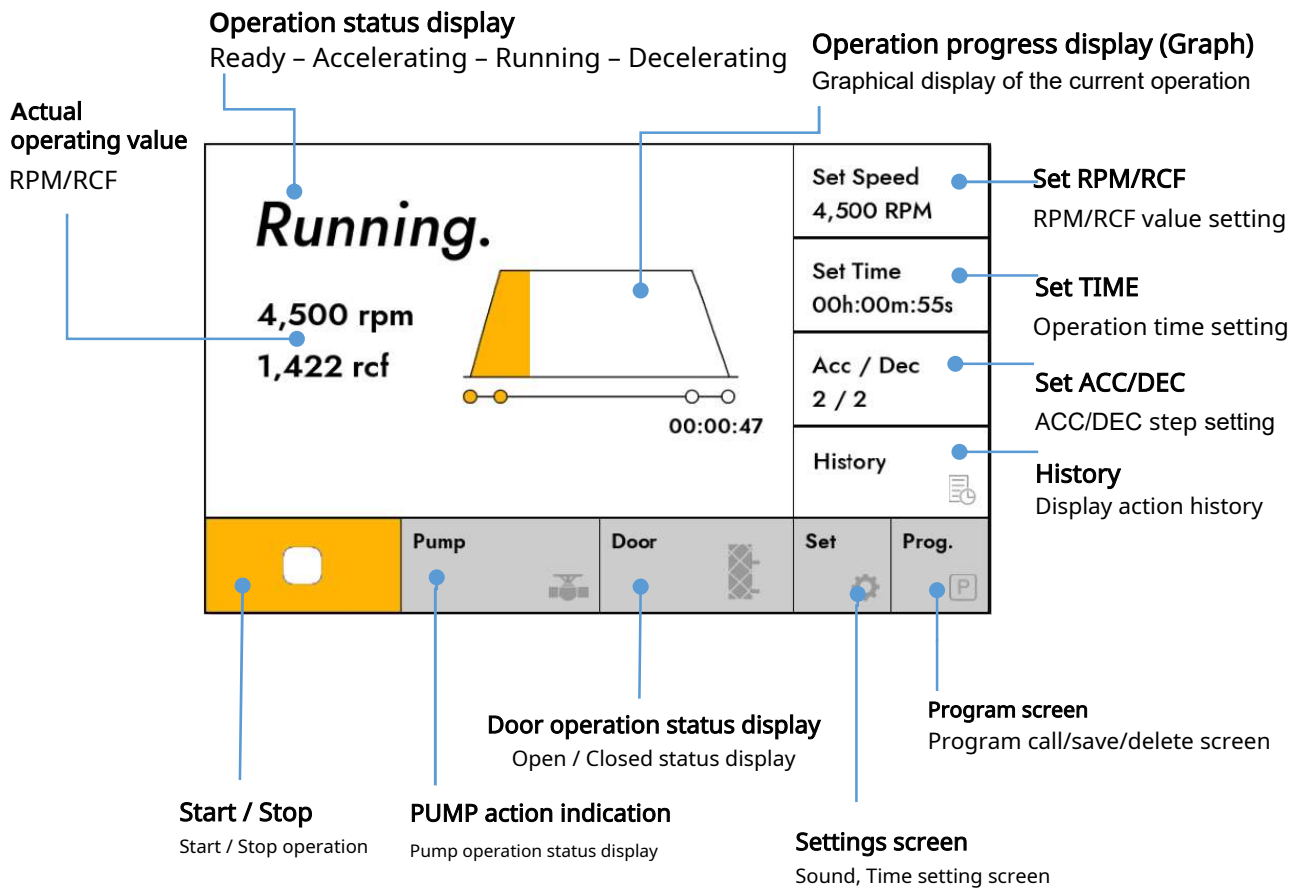 Operation status display
Ready – Accelerating – Running – Decelerating
Operation progress display (Graph)
Graphical display of the current operation
Actual
operating value
RPM/RCF
Running.
4,500 rpm
1,422 rcf
00:00:47
Set Speed
4,500 RPM
Set RPM/RCF
RPM/RCF value setting
Set Time
00h:00m:55s
Set TIME
Operation time setting
Acc / Dec
2 / 2
Set ACC/DEC
ACC/DEC step setting
History
History
Display action history
Pump
Door
Set
Prog.
P
Door operation status display
Open / Closed status display
Program screen
Program call/save/delete screen
Start / Stop
Start / Stop operation
PUMP action indication
Pump operation status display
Settings screen
Sound, Time setting screen